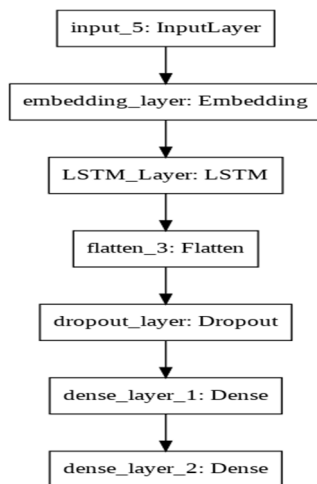 input_5: InputLayer
embedding_layer: Embedding
LSTM_Layer: LSTM
flatten_3: Flatten
dropout_layer: Dropout
dense_layer_1: Dense
dense_layer_2: Dense